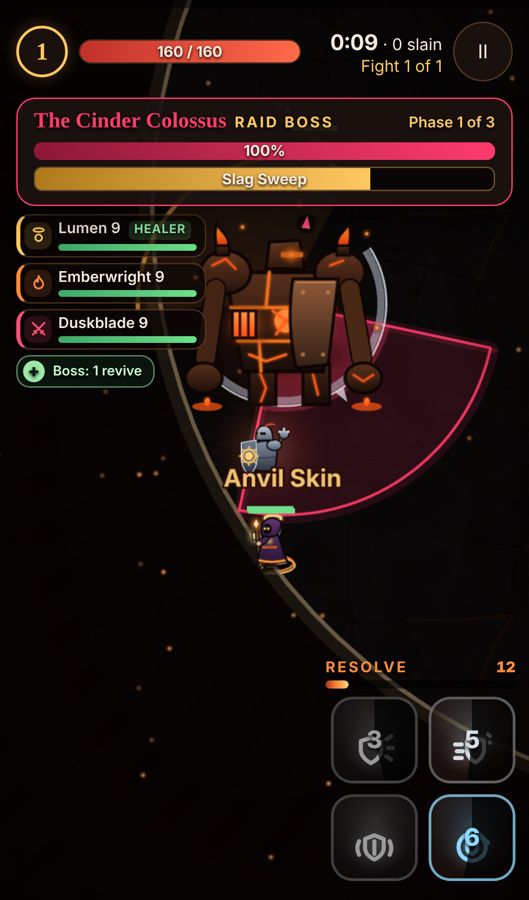 1
160 / 160
0:09 · 0 slain
Fight 1 of 1
The Cinder Colossus RAID BOSS
Phase 1 of 3
100%
Slag Sweep
Lumen 9 HEALER
Emberwright 9
Duskblade 9
Boss: 1 revive
Anvil Skin
RESOLVE 12
3
5
6